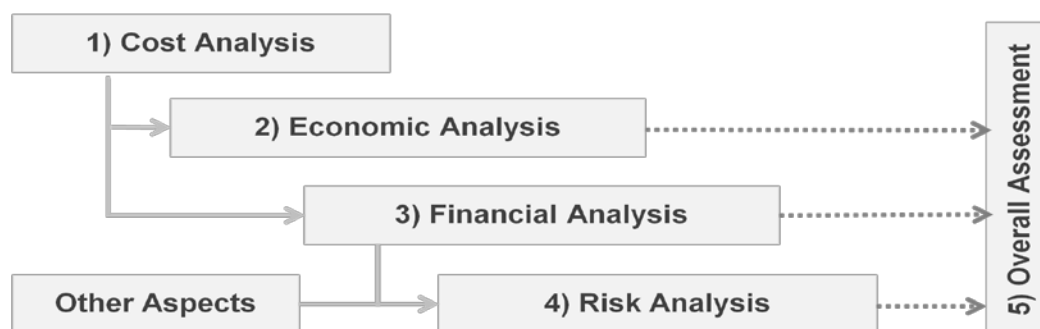 1) Cost Analysis
2) Economic Analysis
3) Financial Analysis
Other Aspects
4) Risk Analysis
5) Overall Assessment